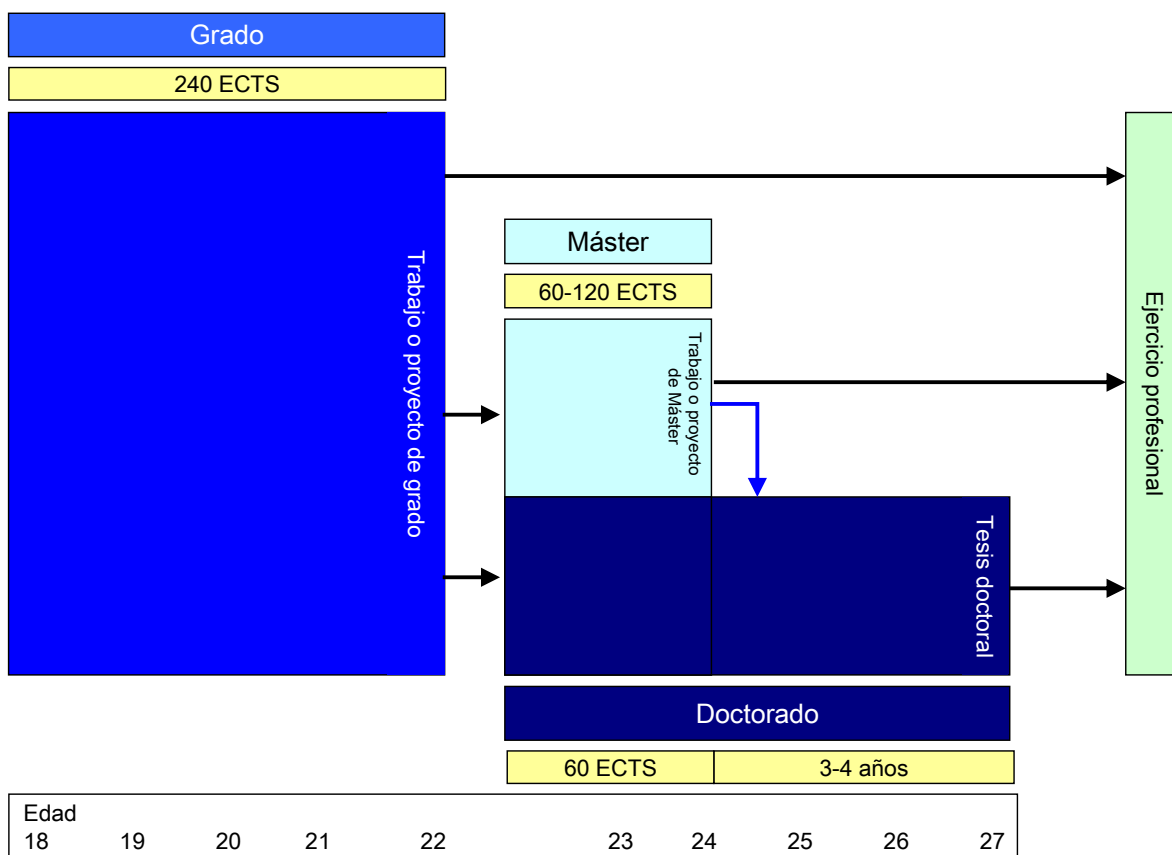 Grado
240 ECTS
Trabajo o proyecto de grado
Máster
60-120 ECTS
Trabajo o proyecto
de Máster
Ejercicio profesional
Tesis doctoral
Doctorado
60 ECTS
3-4 años
Edad
18 19 20 21 22 23 24 25 26 27